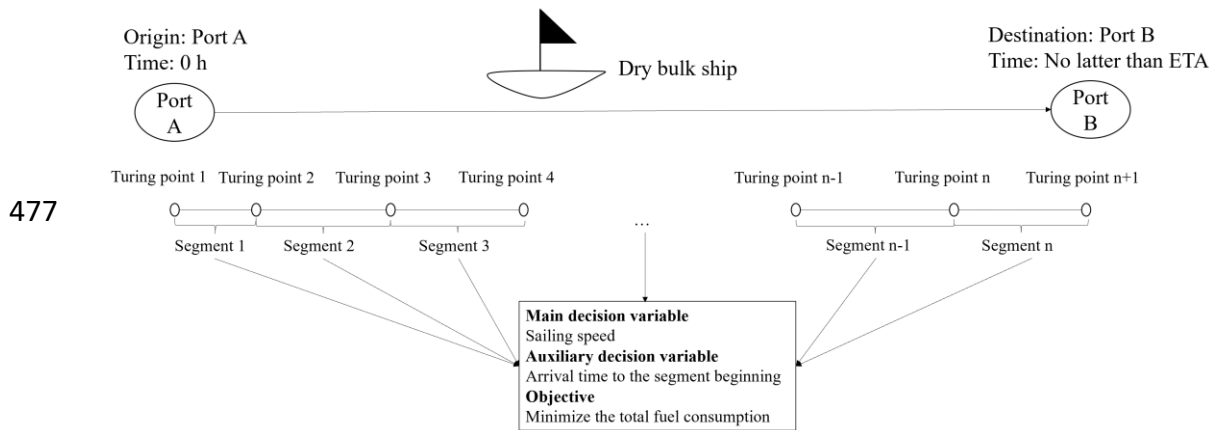 Origin: Port A
Time: 0 h
Destination: Port B
Time: No latter than ETA
Dry bulk ship
Port
A
Port
B
Turing point 1 Turing point 2 Turing point 3 Turing point 4 Turing point n-1 Turing point n Turing point n+1
477
...
Segment 1 Segment 2 Segment 3 Segment n-1 Segment n
Main decision variable
Sailing speed
Auxiliary decision variable
Arrival time to the segment beginning
Objective
Minimize the total fuel consumption